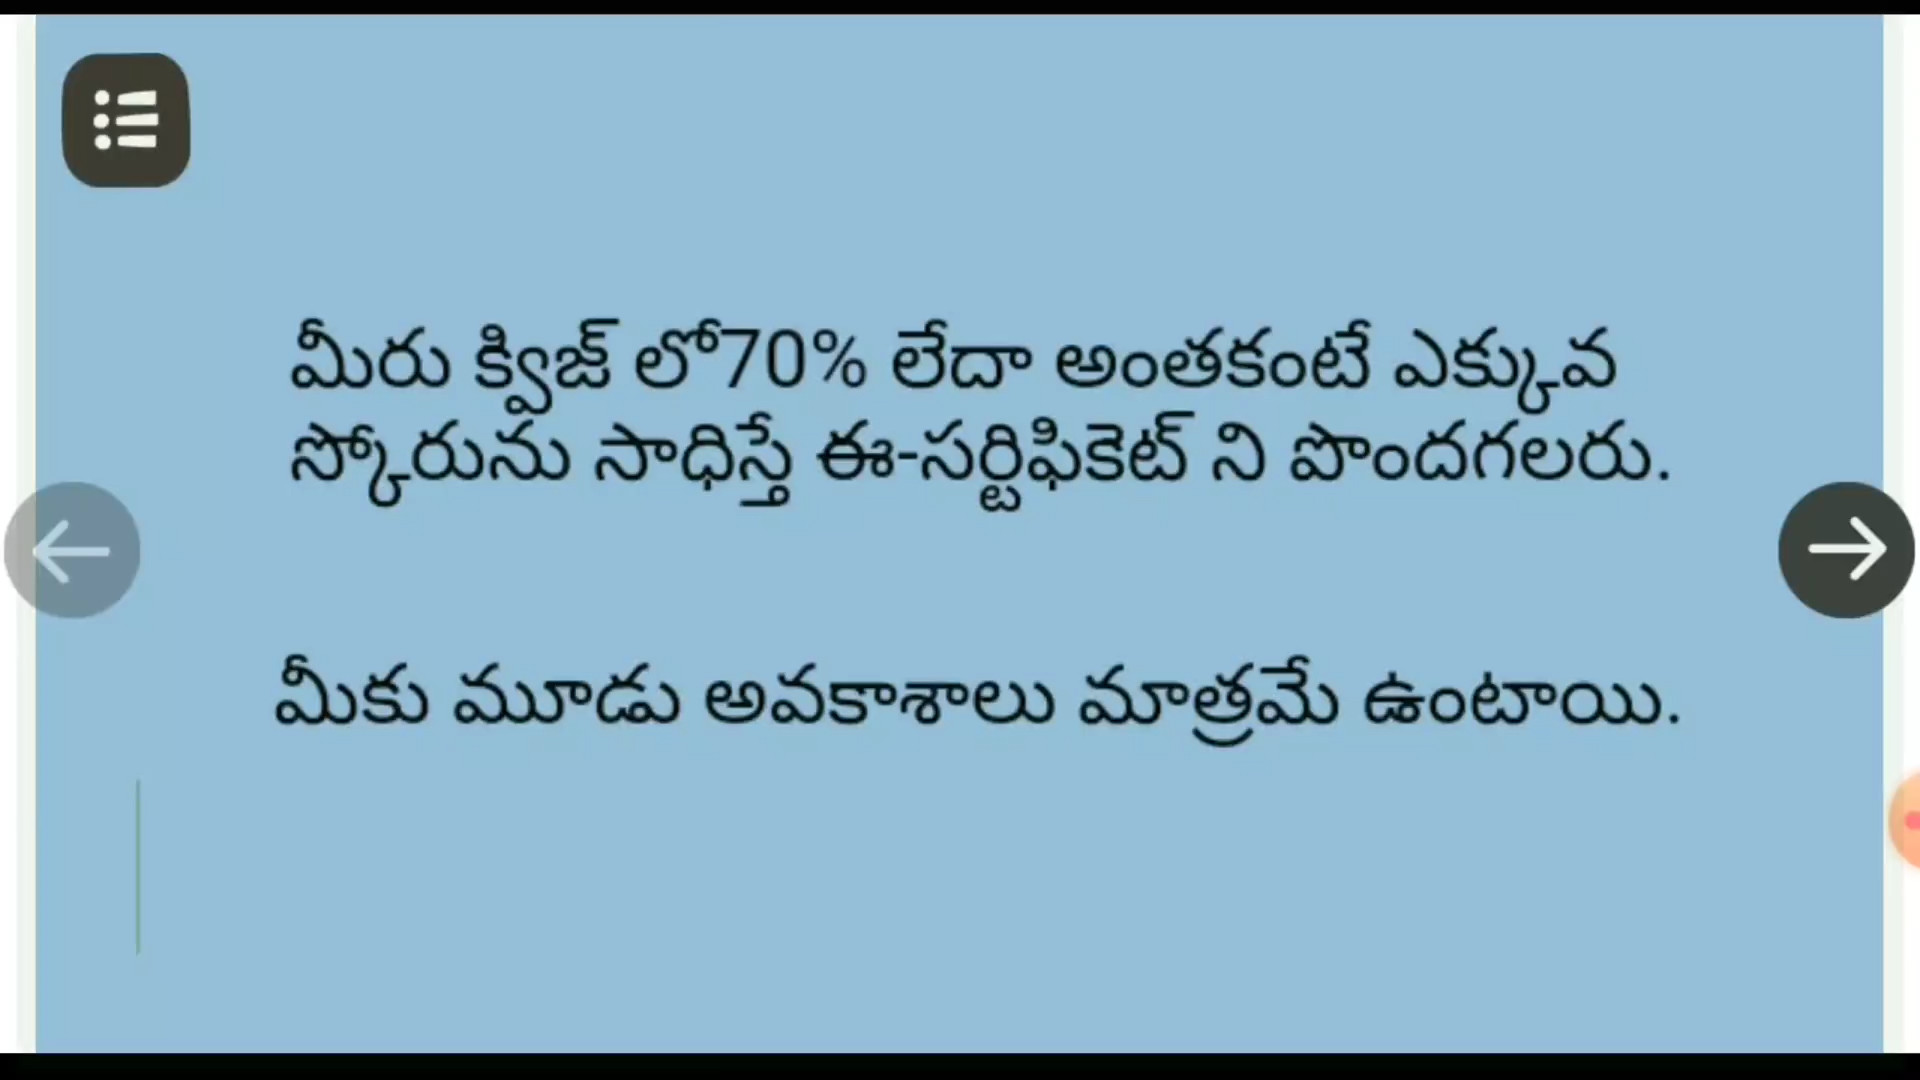 మీరు క్విజ్ లో70% లేదా అంతకంటే ఎక్కువ
స్కోరును సాధిస్తే ఈ-సర్టిఫికెట్ ని పొందగలరు.
మీకు మూడు అవకాశాలు మాత్రమే ఉంటాయి.